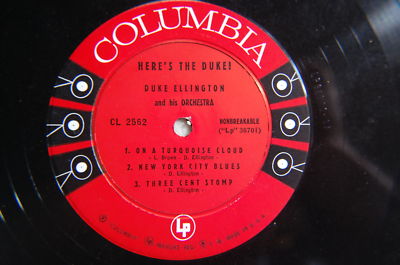 COLUMBIA
HERE'S THE DUKE!
DUKE ELLINGTON
and his ORCHESTRA
CL 2562
NONBREAKABLE
("Lp" 38701)
1. ON A TURQUOISE CLOUD
- L. Brown - D. Ellington -
2. NEW YORK CITY BLUES
- D. Ellington -
3. THREE CENT STOMP
- D. Ellington -
LP